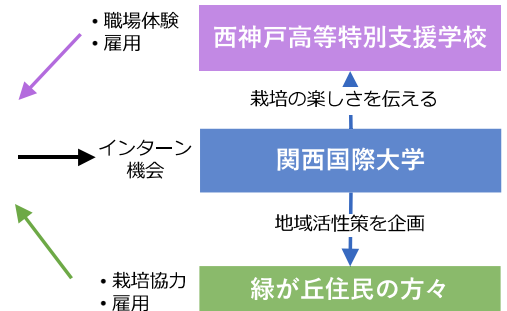 ・職場体験
・雇用
西神戸高等特別支援学校
栽培の楽しさを伝える
インターン
機会
関西国際大学
地域活性策を企画
・栽培協力
・雇用
緑が丘住民の方々